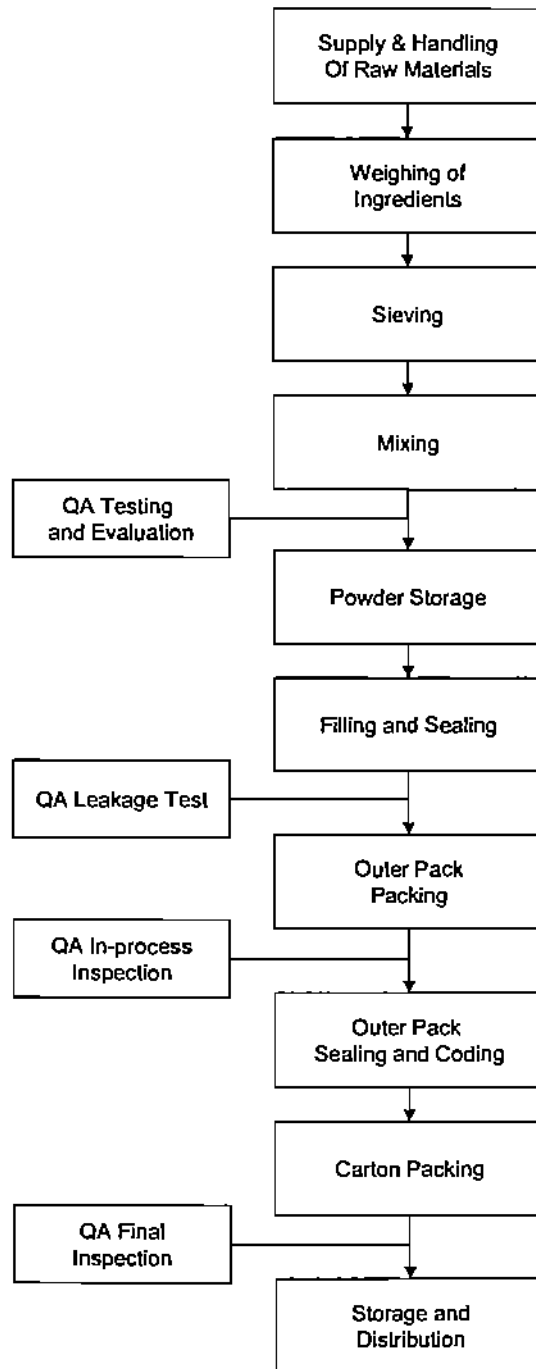 Supply & Handling
Of Raw Materials
Weighing of
Ingredients
Sieving
Mixing
QA Testing
and Evaluation
Powder Storage
Filling and Sealing
QA Leakage Test
Outer Pack
Packing
QA In-process
Inspection
Outer Pack
Sealing and Coding
Carton Packing
QA Final
Inspection
Storage and
Distribution